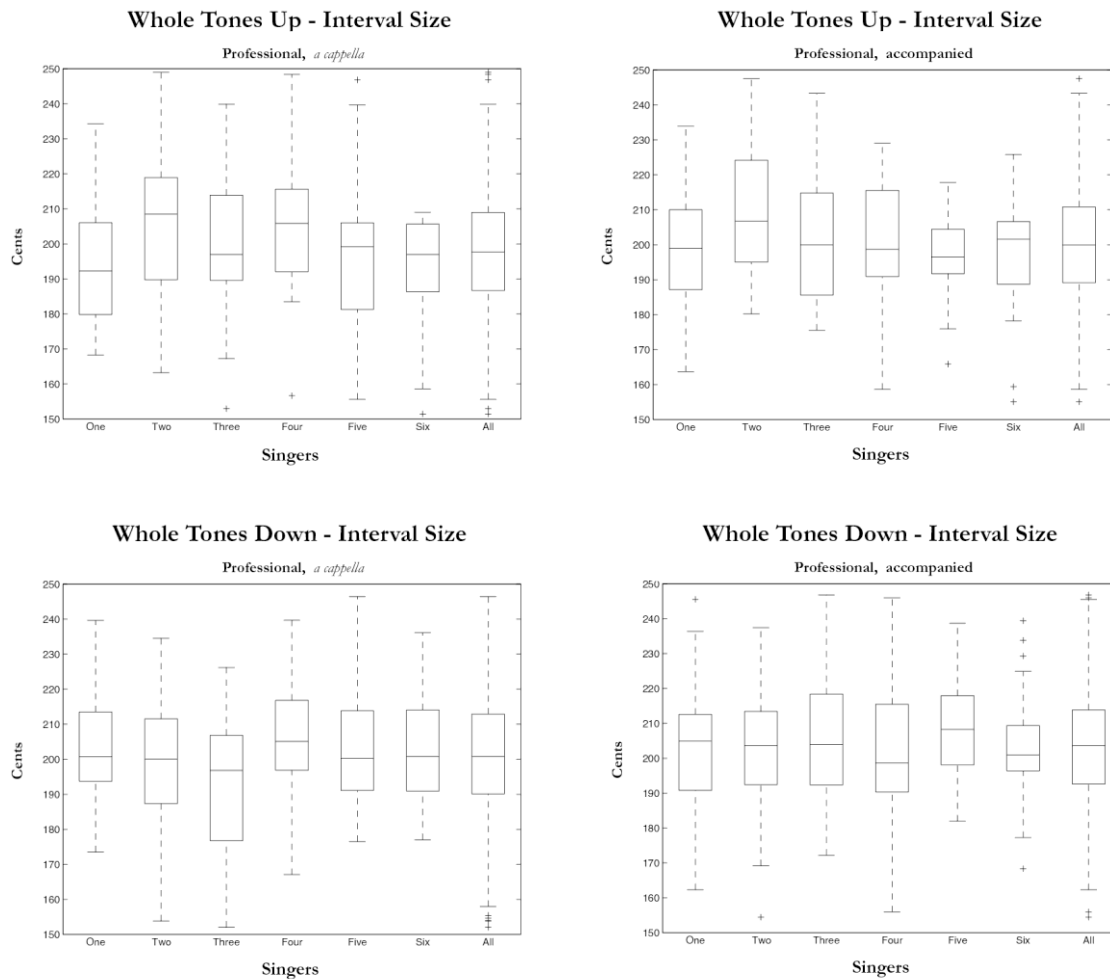 Whole Tones Up - Interval Size
Professional, a cappella
250
240
230
220
210
200
190
180
170
160
150
Cents
One Two Three Four Five Six All
Singers
Whole Tones Up - Interval Size
Professional, accompanied
250
240
230
220
210
200
190
180
170
160
150
Cents
One Two Three Four Five Six All
Singers
Whole Tones Down - Interval Size
Professional, a cappella
250
240
230
220
210
200
190
180
170
160
150
Cents
One Two Three Four Five Six All
Singers
Whole Tones Down - Interval Size
Professional, accompanied
250
240
230
220
210
200
190
180
170
160
150
Cents
One Two Three Four Five Six All
Singers